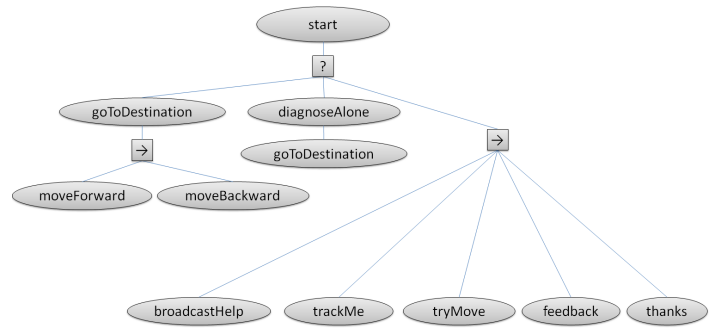 start
?
goToDestination
diagnoseAlone
→
→
goToDestination
moveForward
moveBackward
broadcastHelp
trackMe
tryMove
feedback
thanks